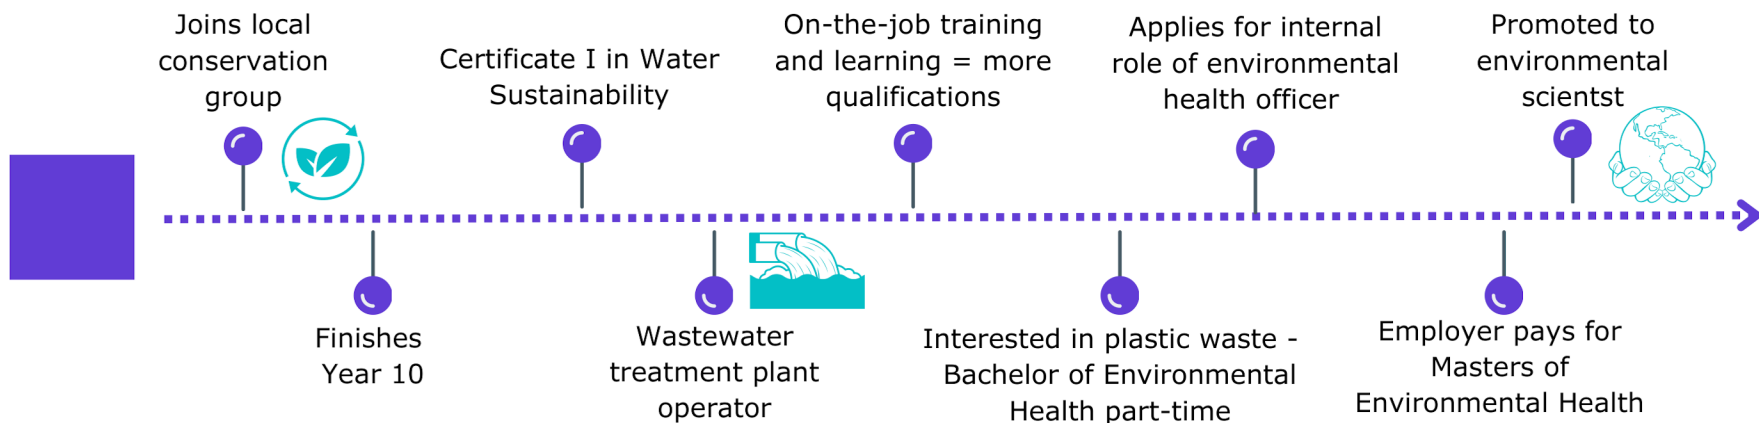 Joins local
conservation
group
Finishes
Year 10
Certificate I in Water
Sustainability
Wastewater
treatment plant
operator
On-the-job training
and learning = more
qualifications
Interested in plastic waste -
Bachelor of Environmental
Health part-time
Applies for internal
role of environmental
health officer
Employer pays for
Masters of
Environmental Health
Promoted to
environmental
scientst